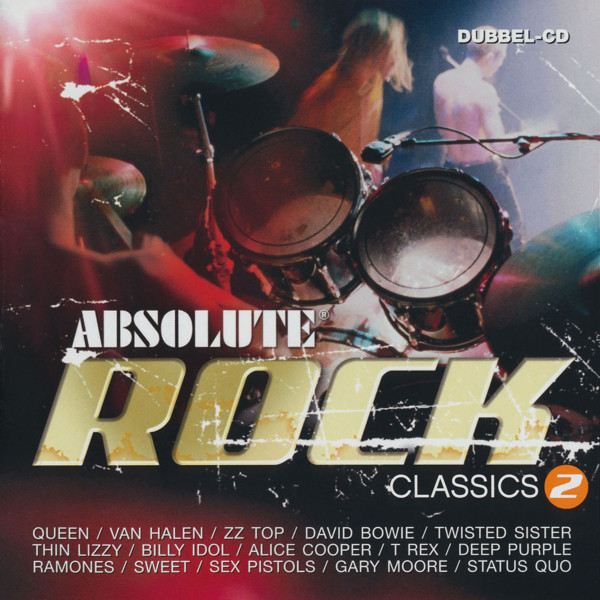 DUBBEL-CD
ABSOLUTE®
ROCK
CLASSICS 2
QUEEN / VAN HALEN / ZZ TOP / DAVID BOWIE / TWISTED SISTER
THIN LIZZY / BILLY IDOL / ALICE COOPER / T REX / DEEP PURPLE
RAMONES / SWEET / SEX PISTOLS / GARY MOORE / STATUS QUO